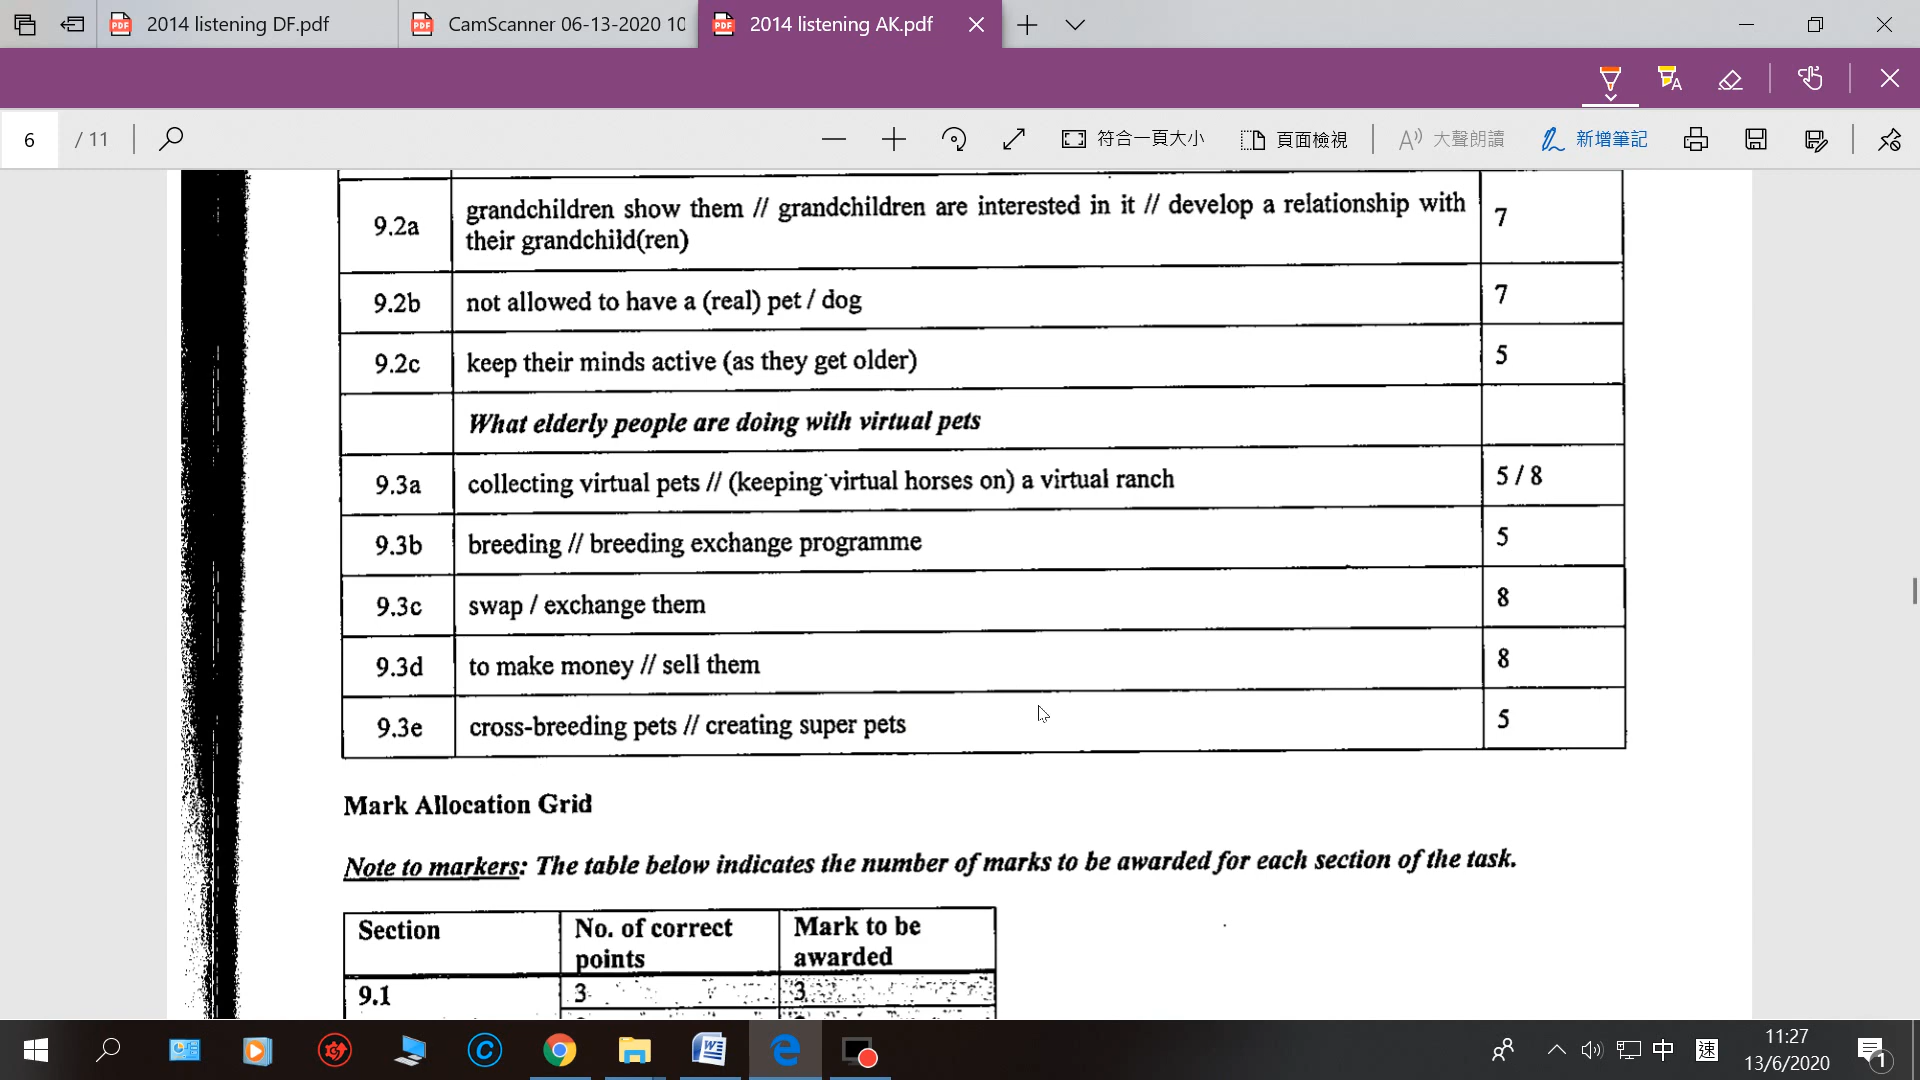 2014 listening DF.pdf
CamScanner 06-13-2020 10
2014 listening AK.pdf
6 / 11
符合一頁大小
頁面檢視
大聲朗讀
新增筆記
9.2a grandchildren show them // grandchildren are interested in it // develop a relationship with 7
their grandchild(ren)
9.2b not allowed to have a (real) pet / dog 7
9.2c keep their minds active (as they get older) 5
What elderly people are doing with virtual pets
9.3a collecting virtual pets // (keeping virtual horses on) a virtual ranch 5 / 8
9.3b breeding // breeding exchange programme 5
9.3c swap / exchange them 8
9.3d to make money // sell them 8
9.3e cross-breeding pets // creating super pets 5
Mark Allocation Grid
Note to markers: The table below indicates the number of marks to be awarded for each section of the task.
Section No. of correct Mark to be
points awarded
9.1 3 3
中 速 11:27
13/6/2020
1